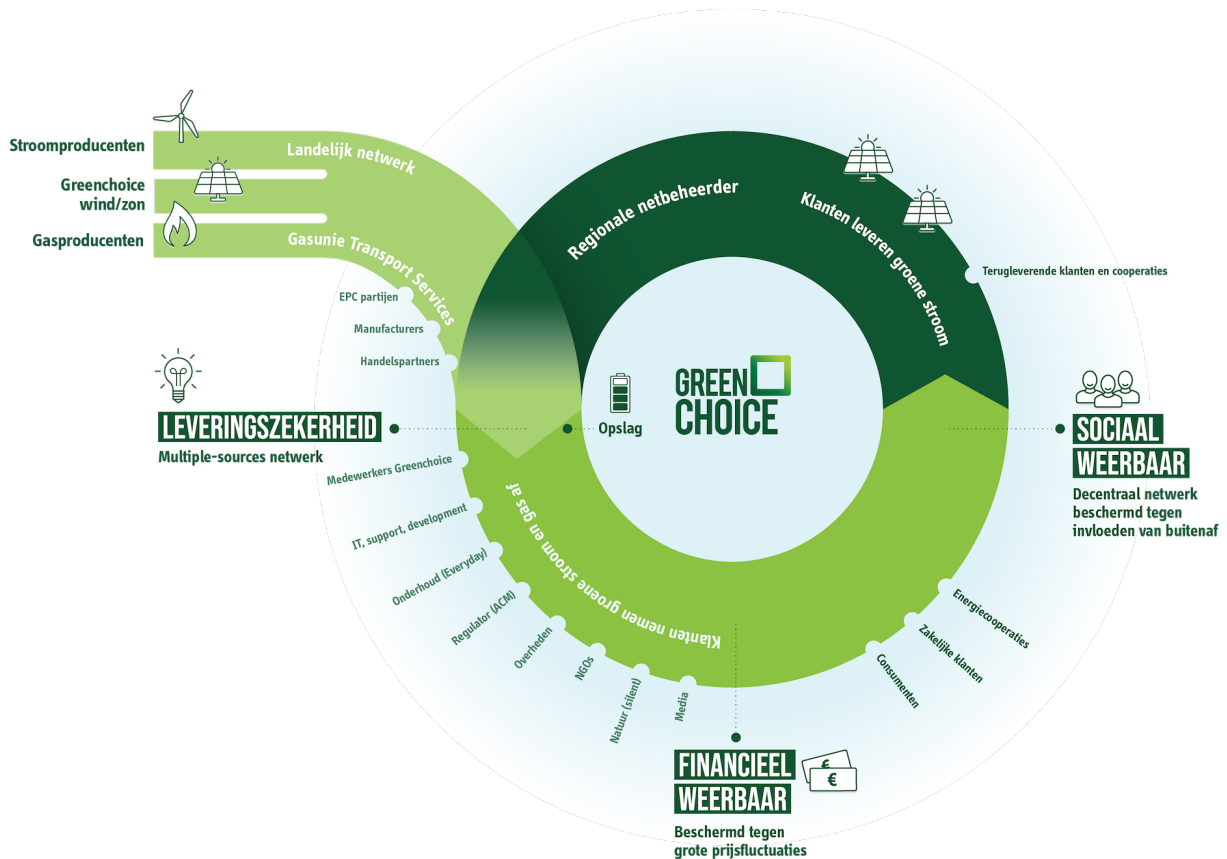 Stroomproducenten
Greenchoice
wind/zon
Gasproducenten
Landelijk netwerk
Gasunie Transport Services
Regionale netbeheerder
Klanten leveren groene stroom
Terugleverende klanten en cooperaties
EPC partijen
Manufacturers
Handelspartners
LEVERINGSZEKERHEID
Multiple-sources netwerk
Opslag
GREEN
CHOICE
SOCIAAL
WEERBAAR
Decentraal netwerk
beschermd tegen
invloeden van buitenaf
Medewerkers Greenchoice
IT, support, development
Onderhoud (Everyday)
Regulator (ACM)
Overheden
NGOs
Natuur (silent)
Media
Klanten nemen groene stroom en gas af
Consumenten
Zakelijke klanten
Energiecooperaties
FINANCIEEL
WEERBAAR
€
€
Beschermd tegen
grote prijsfluctuaties